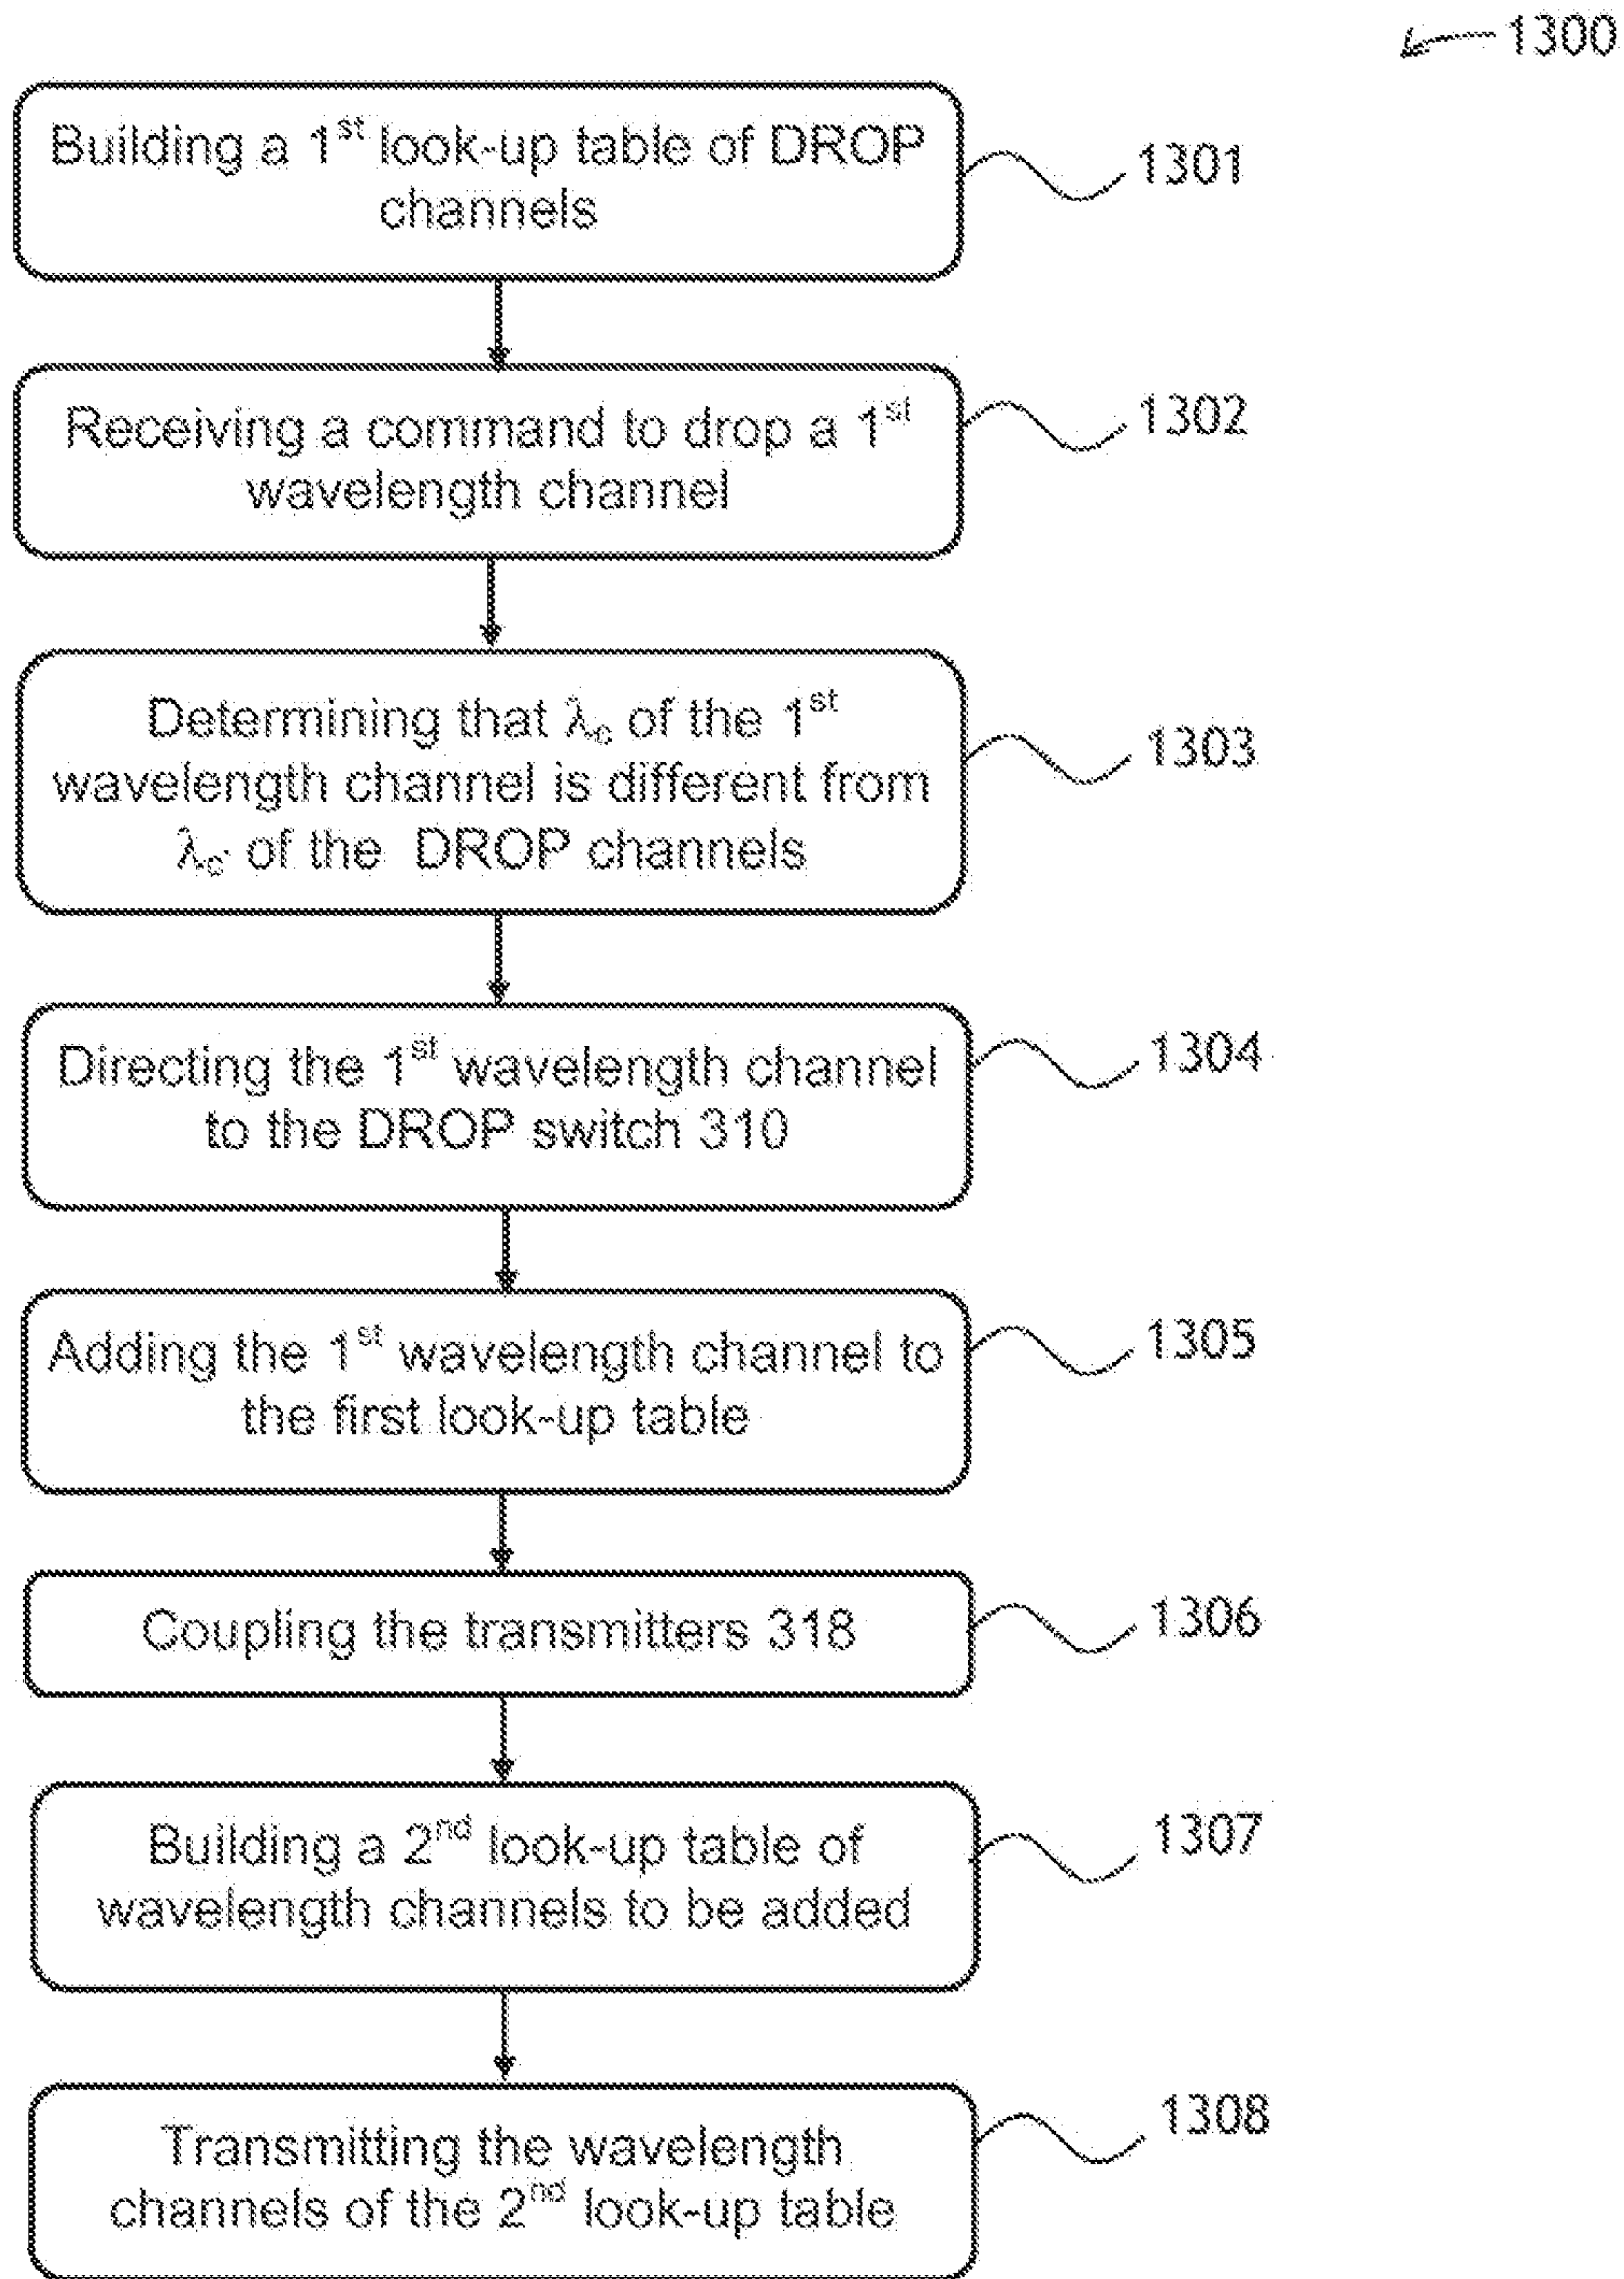 1300
Building a 1st look-up table of DROP
channels
1301
Receiving a command to drop a 1st
wavelength channel
1302
Determining that λc of the 1st
wavelength channel is different from
λc of the DROP channels
1303
Directing the 1st wavelength channel
to the DROP switch 310
1304
Adding the 1st wavelength channel to
the first look-up table
1305
Coupling the transmitters 318
1306
Building a 2nd look-up table of
wavelength channels to be added
1307
Transmitting the wavelength
channels of the 2nd look-up table
1308